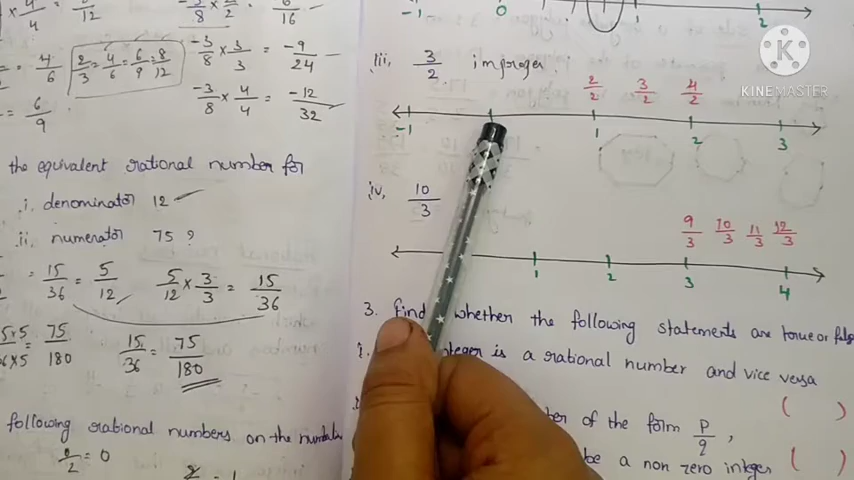 /12
-3/8 × 2/2 = 6/16
4/6
2/3 = 4/6 = 6/9 = 8/12
-3/8 × 3/3 = -9/24
= 6/9
-3/8 × 4/4 = -12/32
the equivalent rational number for
i. denominator 12
ii. numerator 75 ?
= 15/36 = 5/12
5/12 × 3/3 = 15/36
= 75/180
15/36 = 75/180
following rational numbers on the
0/2 = 0
-1 0 1 2
KINEMASTER
iii, 3/2 improper
2/2 3/2 4/2
-1 1 2 3
iv, 10/3
9/3 10/3 11/3 12/3
1 2 3 4
3. Find whether the following statements are true or
i. integer is a rational number and vice versa
( )
of the form p/q,
be a non zero integer ( )